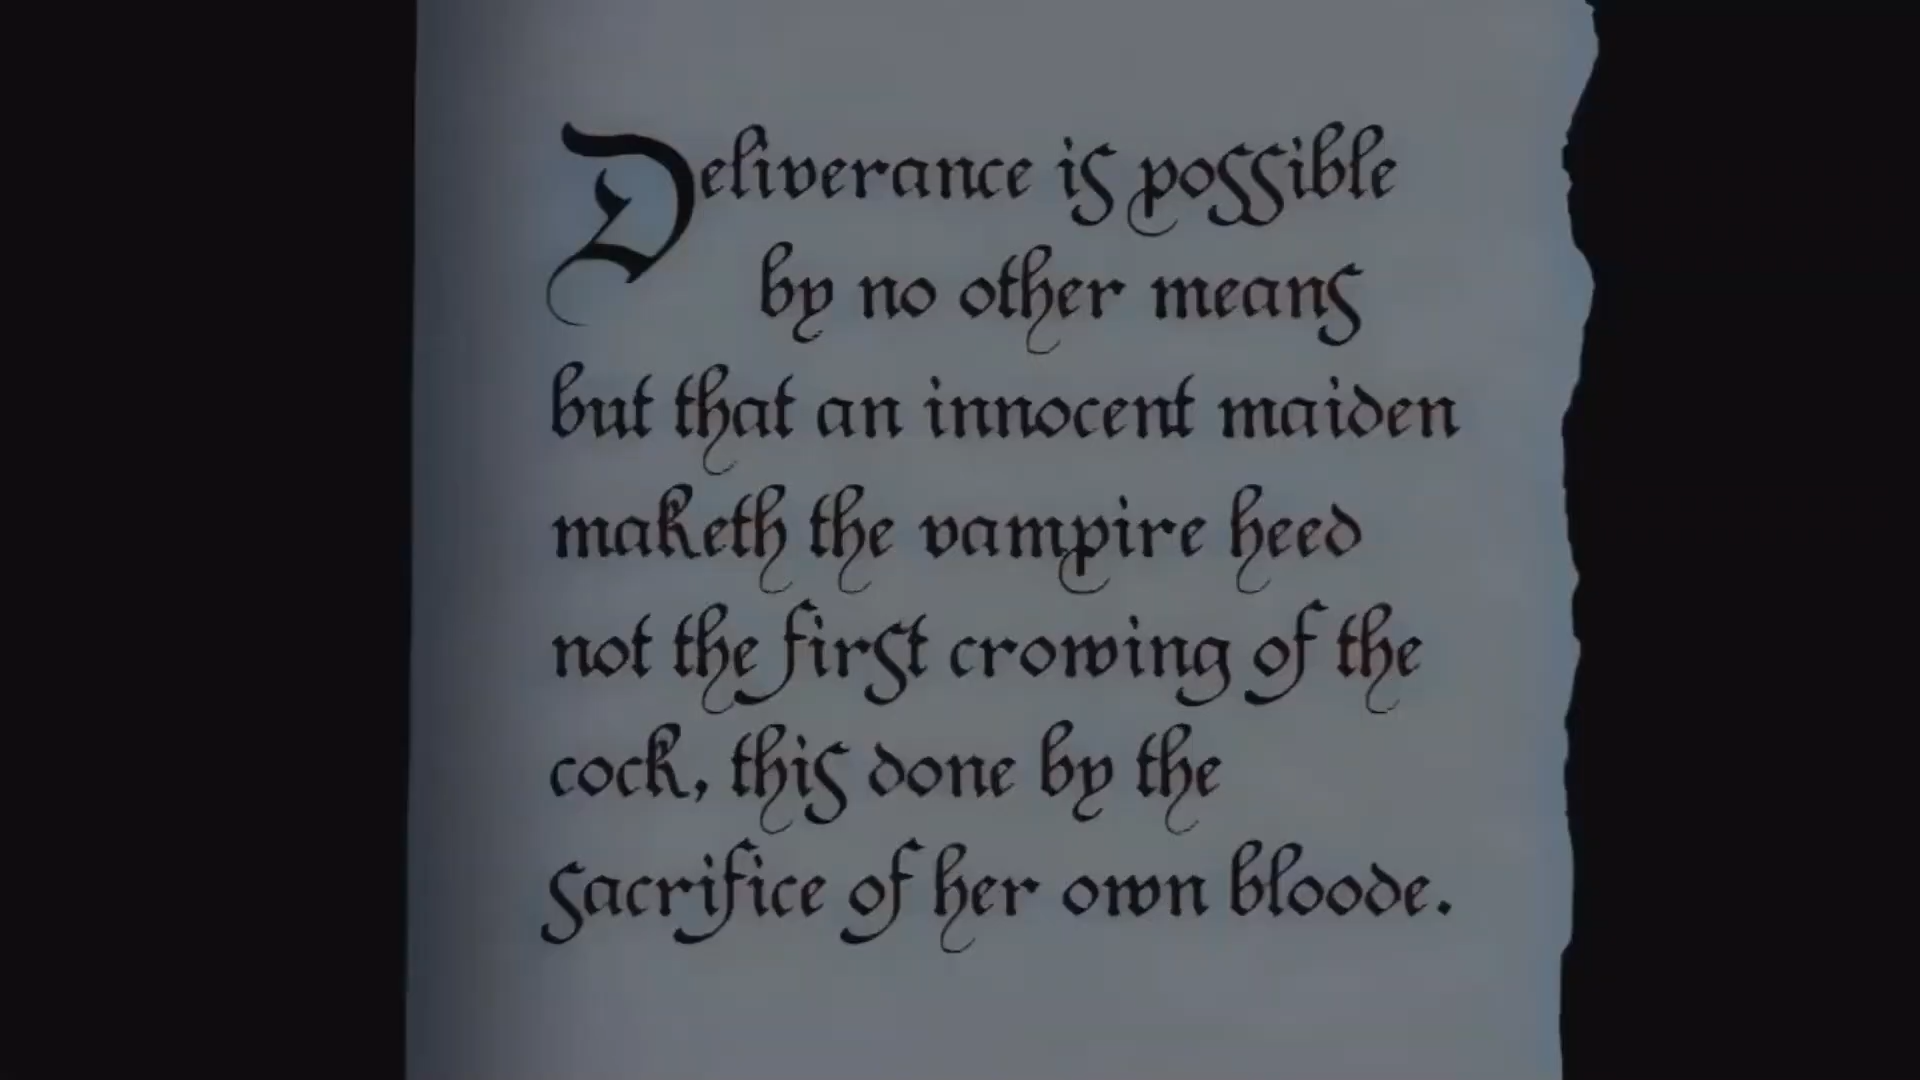 Deliverance is possible
by no other means
but that an innocent maiden
maketh the vampire heed
not the first crowing of the
cock, this done by the
sacrifice of her own bloode.